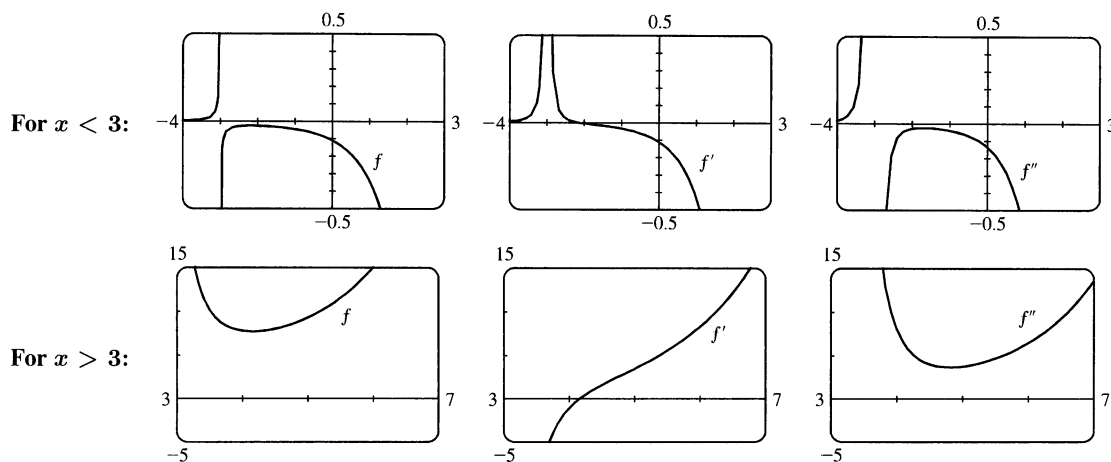 0.5 0.5 0.5
For x < 3: −4 3 −4 3 −4 3
f f′ f″
−0.5 −0.5 −0.5
15 15 15
f f′ f″
For x > 3: 3 7 3 7 3 7
−5 −5 −5